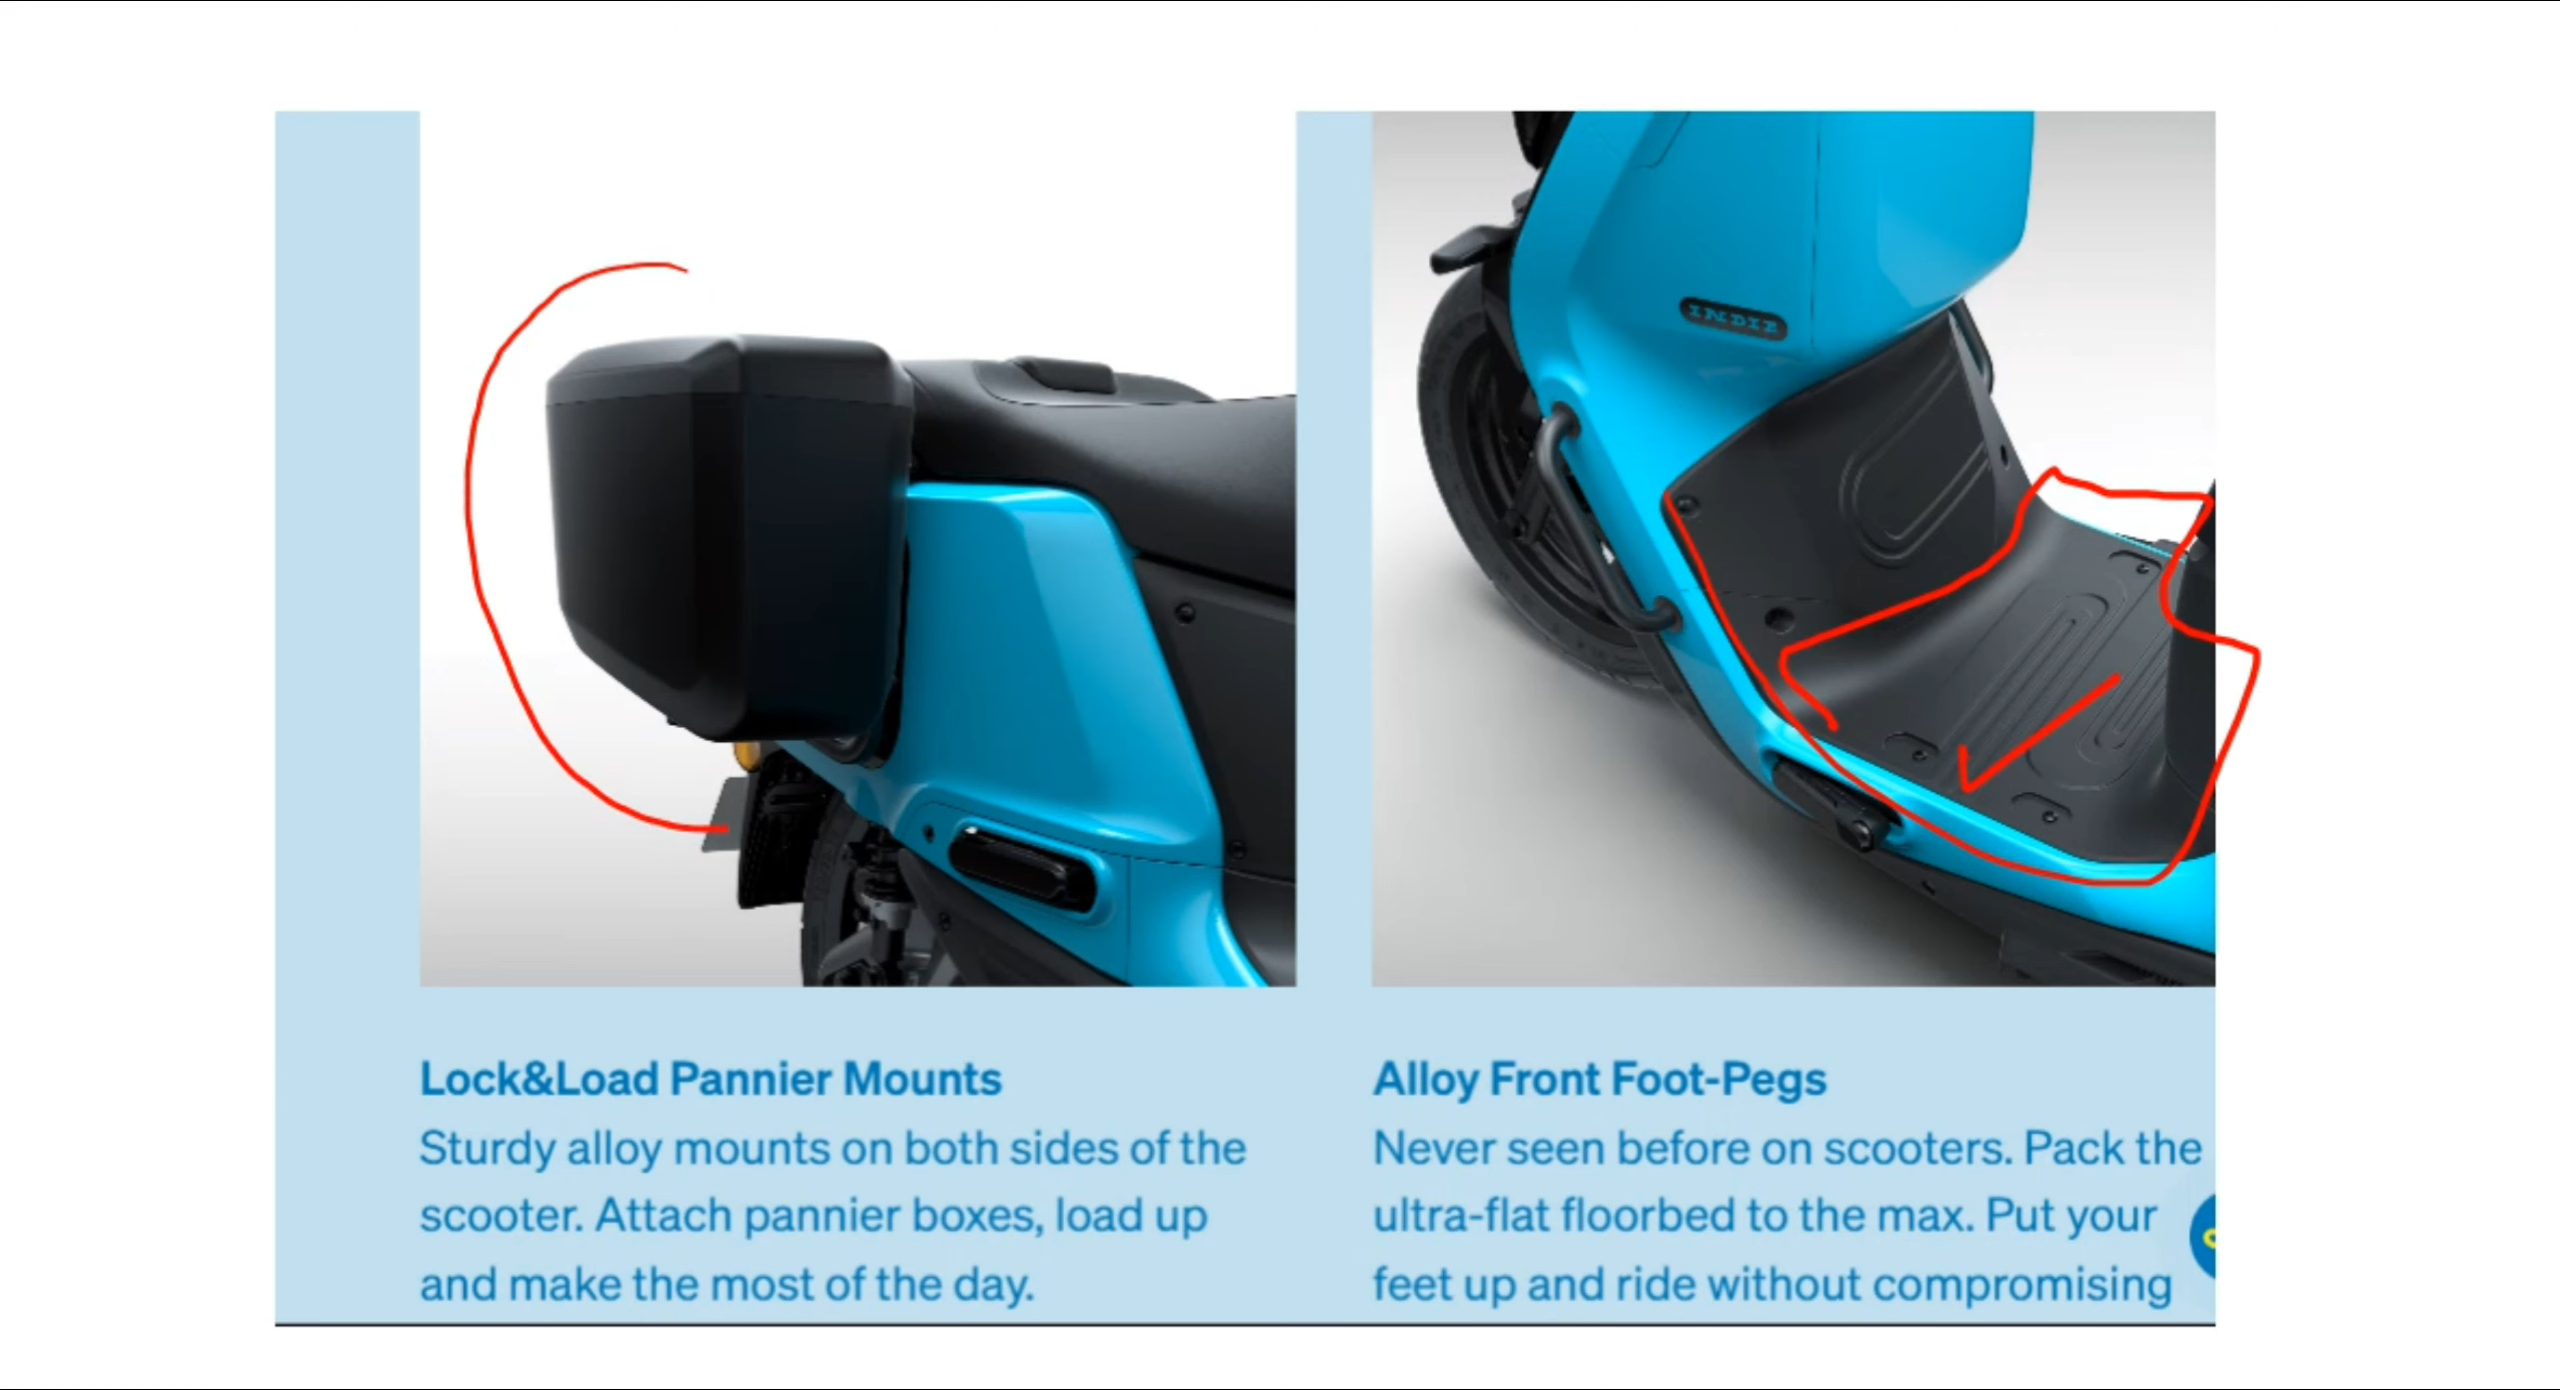 INDIE
Lock&Load Pannier Mounts
Sturdy alloy mounts on both sides of the
scooter. Attach pannier boxes, load up
and make the most of the day.
Alloy Front Foot-Pegs
Never seen before on scooters. Pack the
ultra-flat floorbed to the max. Put your
feet up and ride without compromising